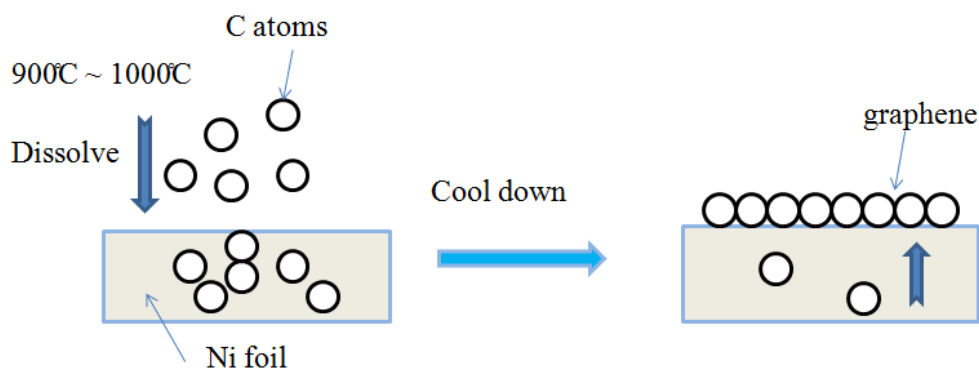 C atoms
900℃ ~ 1000℃
Dissolve
Ni foil
Cool down
graphene